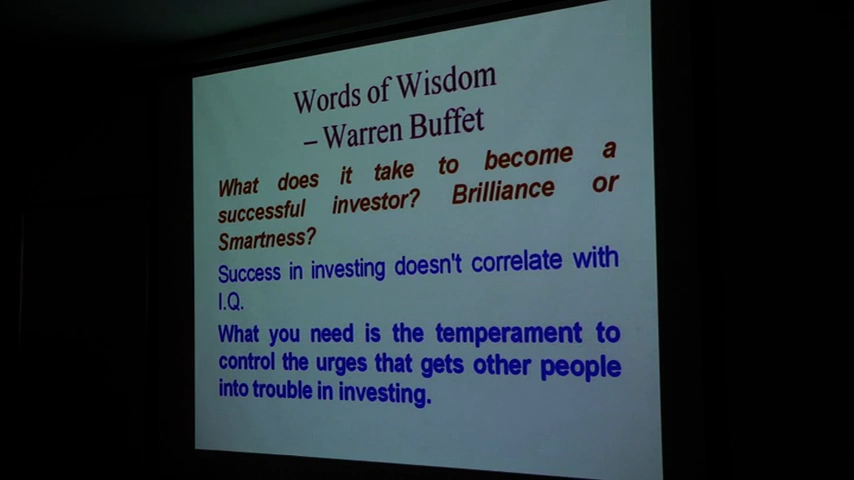 Words of Wisdom
– Warren Buffet
What does it take to become a
successful investor? Brilliance or
Smartness?
Success in investing doesn't correlate with
I.Q.
What you need is the temperament to
control the urges that gets other people
into trouble in investing.